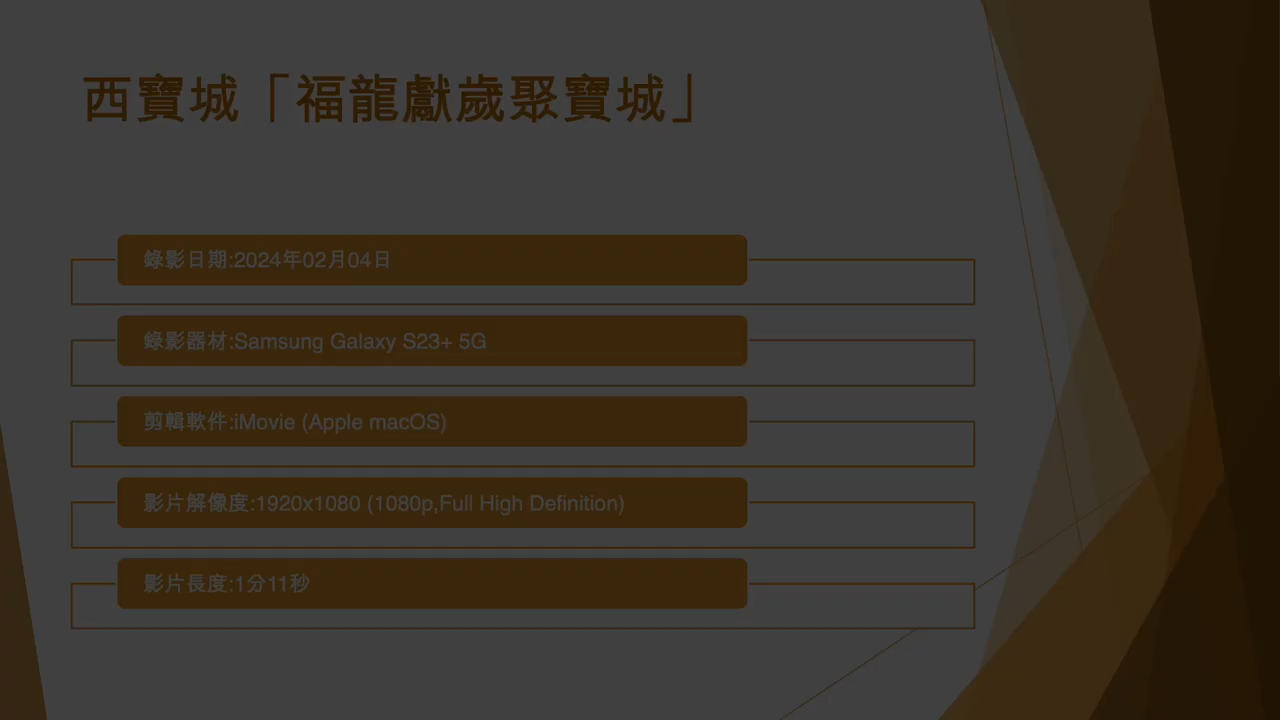 西寶城「福龍獻歲聚寶城」
錄影日期:2024年02月04日
錄影器材:Samsung Galaxy S23+ 5G
剪輯軟件:iMovie (Apple macOS)
影片解像度:1920x1080 (1080p,Full High Definition)
影片長度:1分11秒